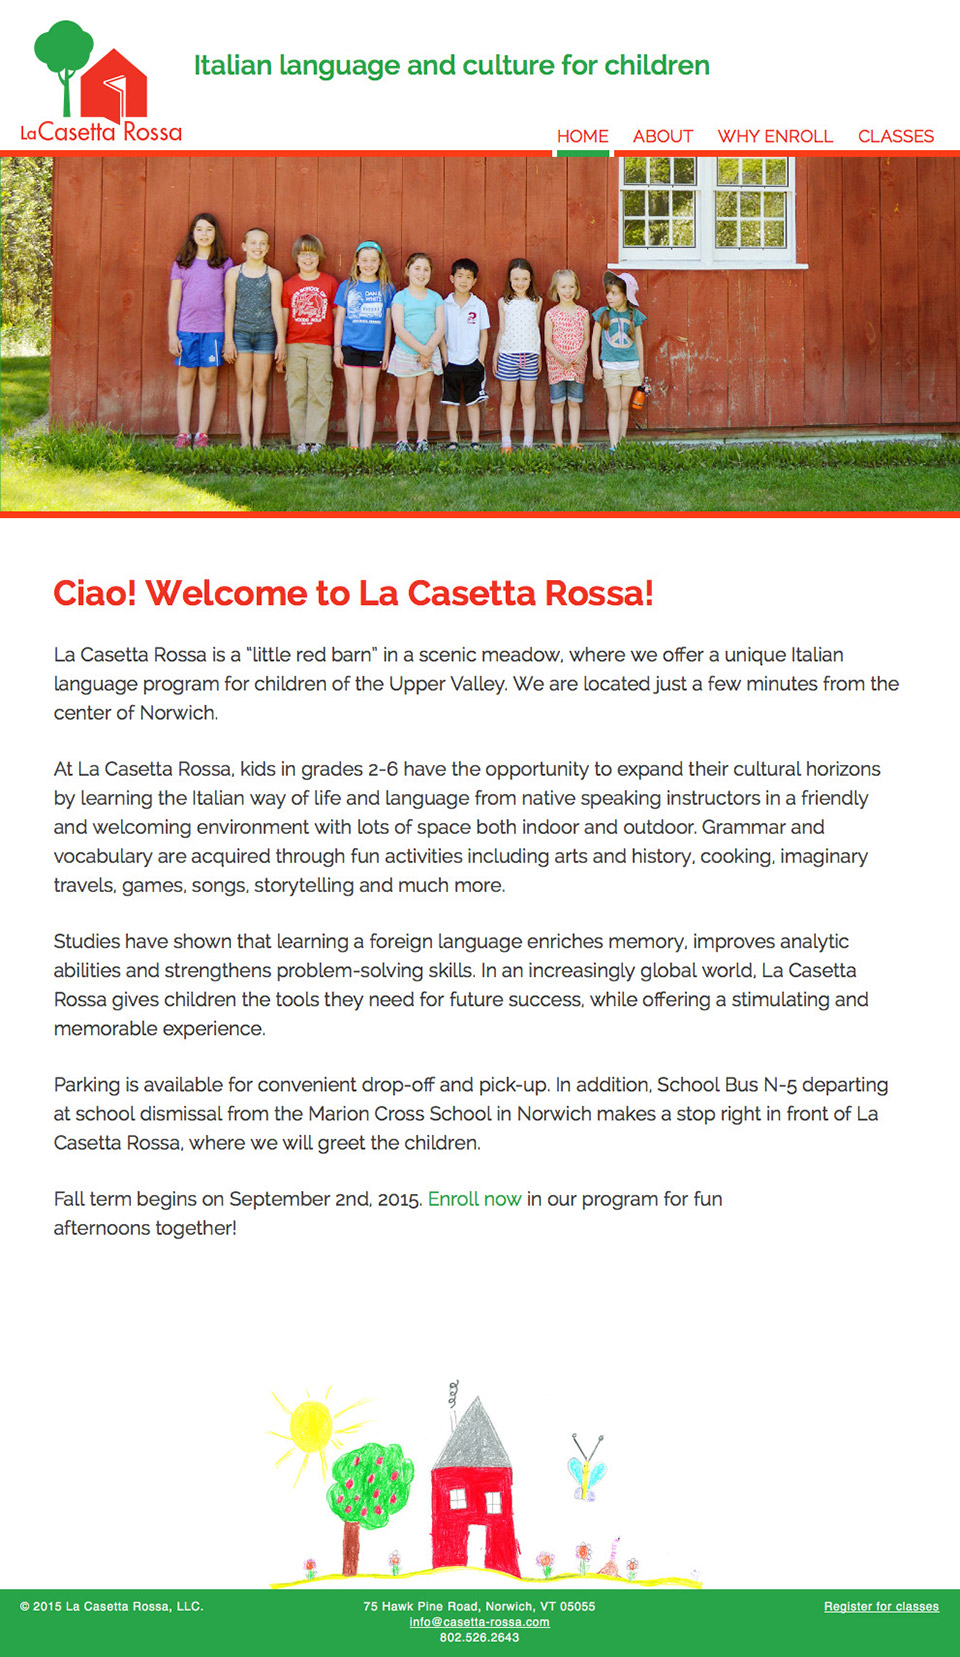 Italian language and culture for children
La Casetta Rossa
HOME ABOUT WHY ENROLL CLASSES
DAN &
WHIT'S
Ciao! Welcome to La Casetta Rossa!
La Casetta Rossa is a “little red barn” in a scenic meadow, where we offer a unique Italian
language program for children of the Upper Valley. We are located just a few minutes from the
center of Norwich.
At La Casetta Rossa, kids in grades 2-6 have the opportunity to expand their cultural horizons
by learning the Italian way of life and language from native speaking instructors in a friendly
and welcoming environment with lots of space both indoor and outdoor. Grammar and
vocabulary are acquired through fun activities including arts and history, cooking, imaginary
travels, games, songs, storytelling and much more.
Studies have shown that learning a foreign language enriches memory, improves analytic
abilities and strengthens problem-solving skills. In an increasingly global world, La Casetta
Rossa gives children the tools they need for future success, while offering a stimulating and
memorable experience.
Parking is available for convenient drop-off and pick-up. In addition, School Bus N-5 departing
at school dismissal from the Marion Cross School in Norwich makes a stop right in front of La
Casetta Rossa, where we will greet the children.
Fall term begins on September 2nd, 2015. Enroll now in our program for fun
afternoons together!
© 2015 La Casetta Rossa, LLC.
75 Hawk Pine Road, Norwich, VT 05055
info@casetta-rossa.com
802.526.2643
Register for classes